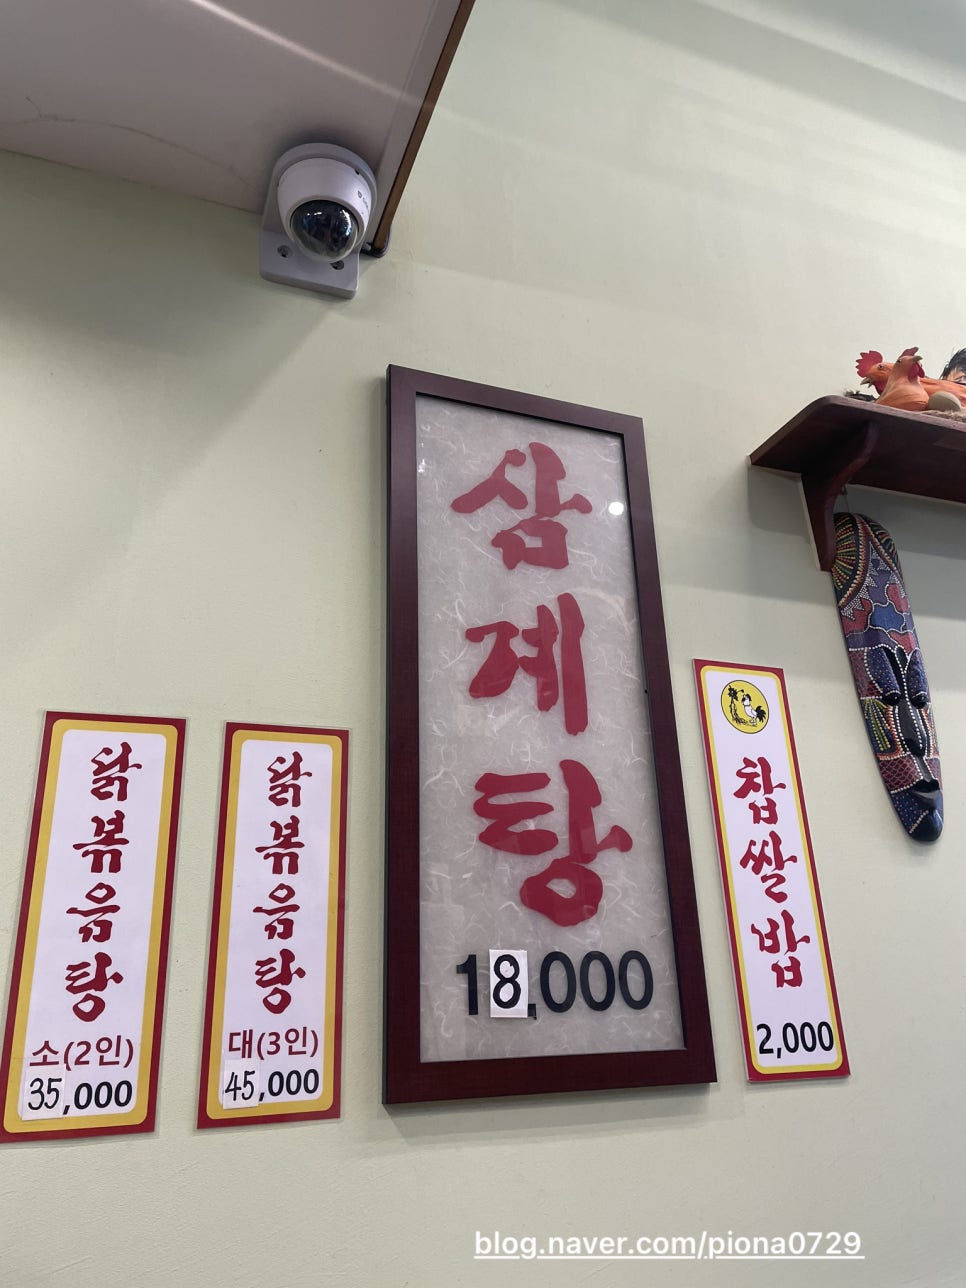 닭볶음탕
소(2인)
35,000
닭볶음탕
대(3인)
45,000
삼계탕
18,000
찹쌀밥
2,000
blog.naver.com/piona0729